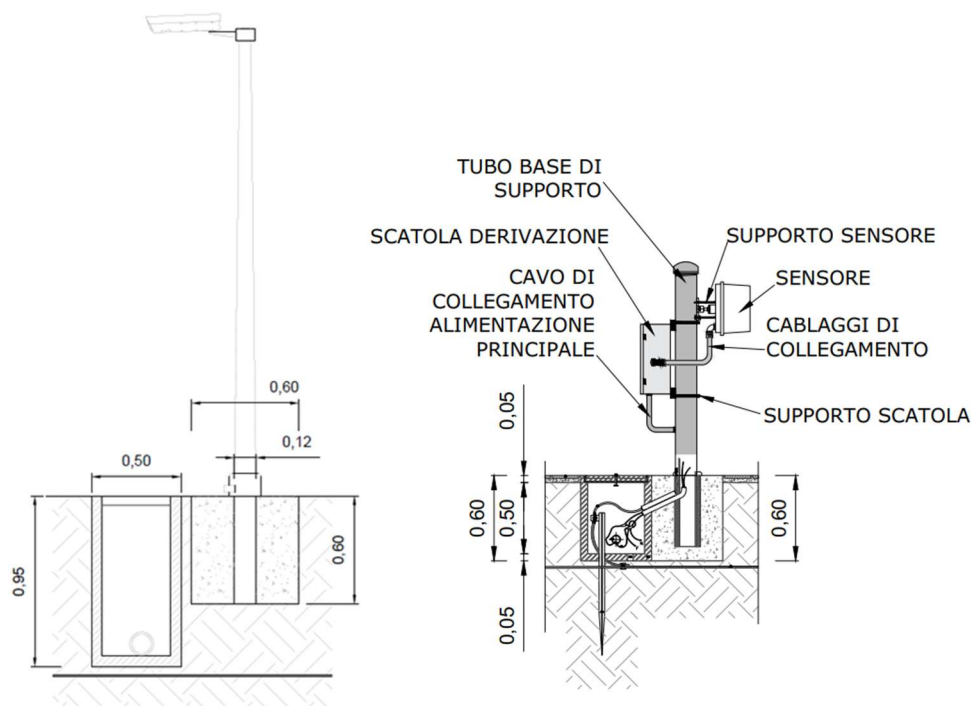 TUBO BASE DI
SUPPORTO
SCATOLA DERIVAZIONE
SUPPORTO SENSORE
CAVO DI
COLLEGAMENTO
ALIMENTAZIONE
PRINCIPALE
SENSORE
CABLAGGI DI
COLLEGAMENTO
SUPPORTO SCATOLA
0,60
0,12
0,50
0,95
0,60
0,05
0,60
0,50
0,60
0,05